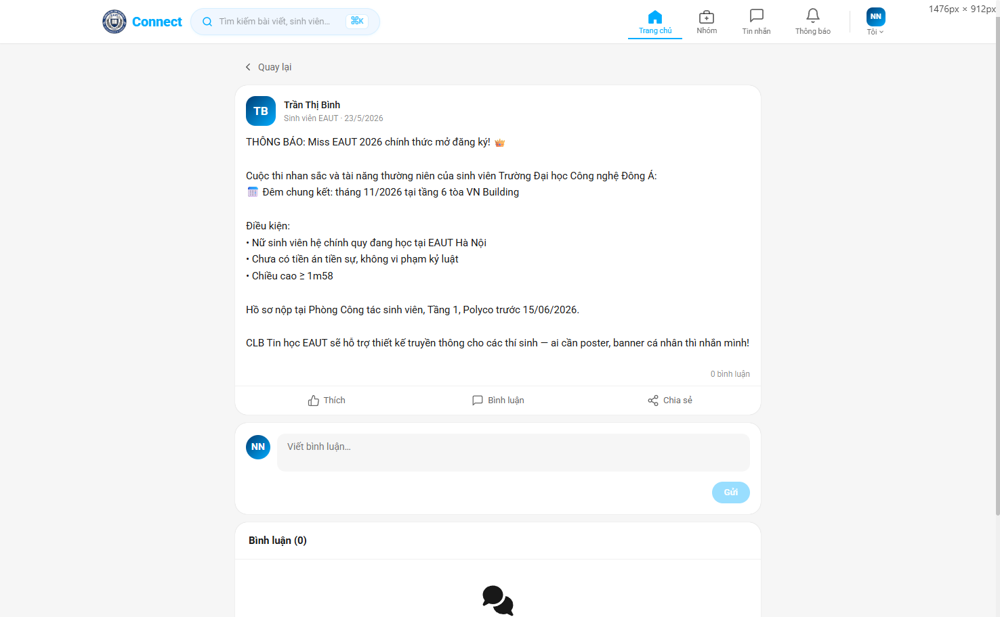 1476px × 912px
Connect
Tìm kiếm bài viết, sinh viên...
⌘K
Trang chủ
Nhóm
Tin nhắn
Thông báo
NN
Tôi
Quay lại
TB
Trần Thị Bình
Sinh viên EAUT · 23/5/2026
THÔNG BÁO: Miss EAUT 2026 chính thức mở đăng ký! 👑
Cuộc thi nhan sắc và tài năng thường niên của sinh viên Trường Đại học Công nghệ Đông Á:
🗓️ Đêm chung kết: tháng 11/2026 tại tầng 6 tòa VN Building
Điều kiện:
• Nữ sinh viên hệ chính quy đang học tại EAUT Hà Nội
• Chưa có tiền án tiền sự, không vi phạm kỷ luật
• Chiều cao ≥ 1m58
Hồ sơ nộp tại Phòng Công tác sinh viên, Tầng 1, Polyco trước 15/06/2026.
CLB Tin học EAUT sẽ hỗ trợ thiết kế truyền thông cho các thí sinh — ai cần poster, banner cá nhân thì nhắn mình!
0 bình luận
Thích
Bình luận
Chia sẻ
NN
Viết bình luận...
Gửi
Bình luận (0)